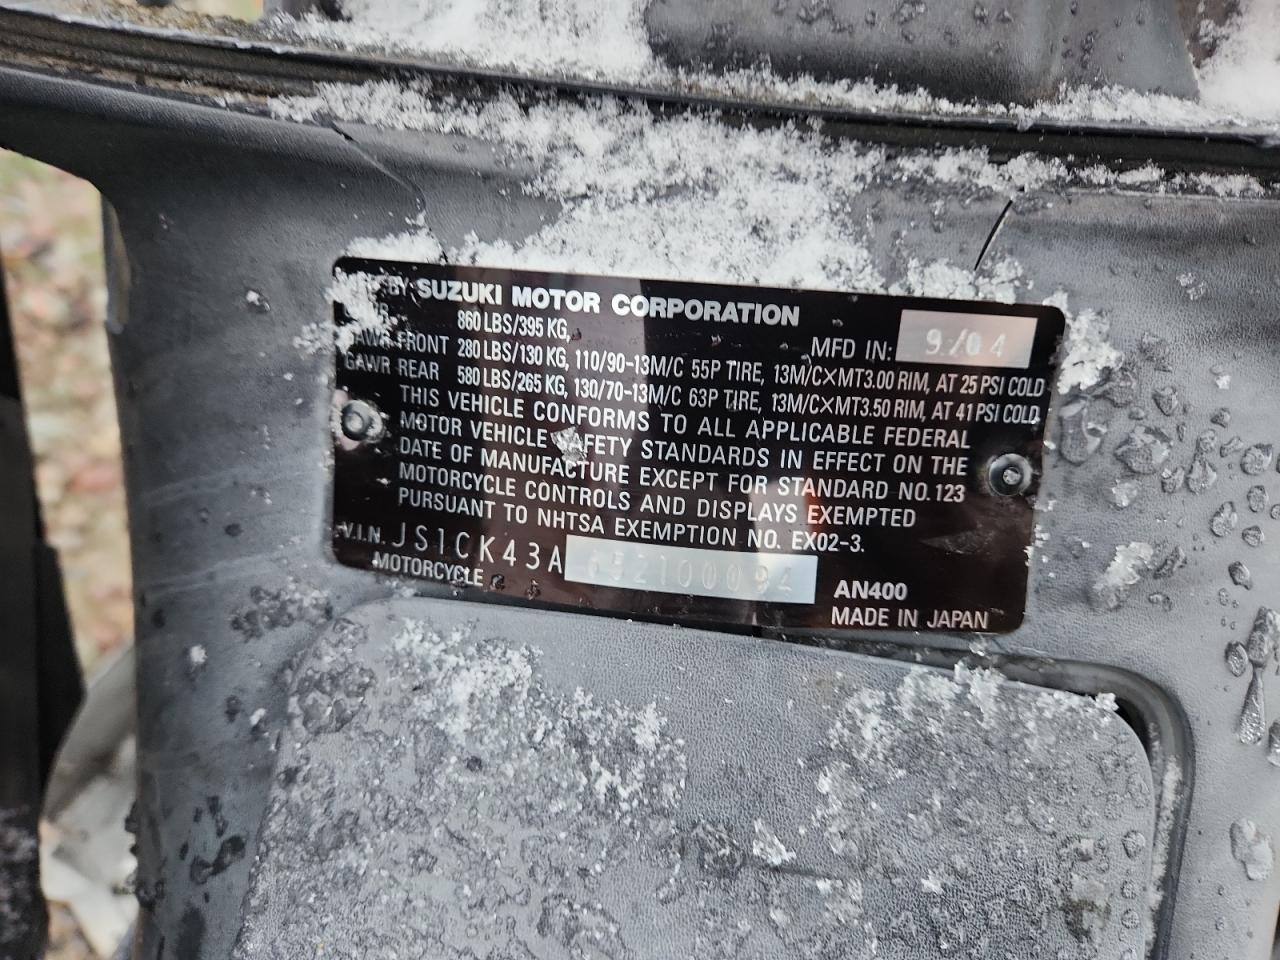 BY SUZUKI MOTOR CORPORATION
860 LBS/395 KG, MFD IN: 9/04
GAWR FRONT 280 LBS/130 KG, 110/90-13M/C 55P TIRE, 13M/C×MT3.00 RIM, AT 25 PSI COLD
GAWR REAR 580 LBS/265 KG, 130/70-13M/C 63P TIRE, 13M/C×MT3.50 RIM, AT 41 PSI COLD.
THIS VEHICLE CONFORMS TO ALL APPLICABLE FEDERAL
MOTOR VEHICLE SAFETY STANDARDS IN EFFECT ON THE
DATE OF MANUFACTURE EXCEPT FOR STANDARD NO. 123
MOTORCYCLE CONTROLS AND DISPLAYS EXEMPTED
PURSUANT TO NHTSA EXEMPTION NO. EX02-3.
V.I.N. JS1CK43A
MOTORCYCLE AN400
MADE IN JAPAN